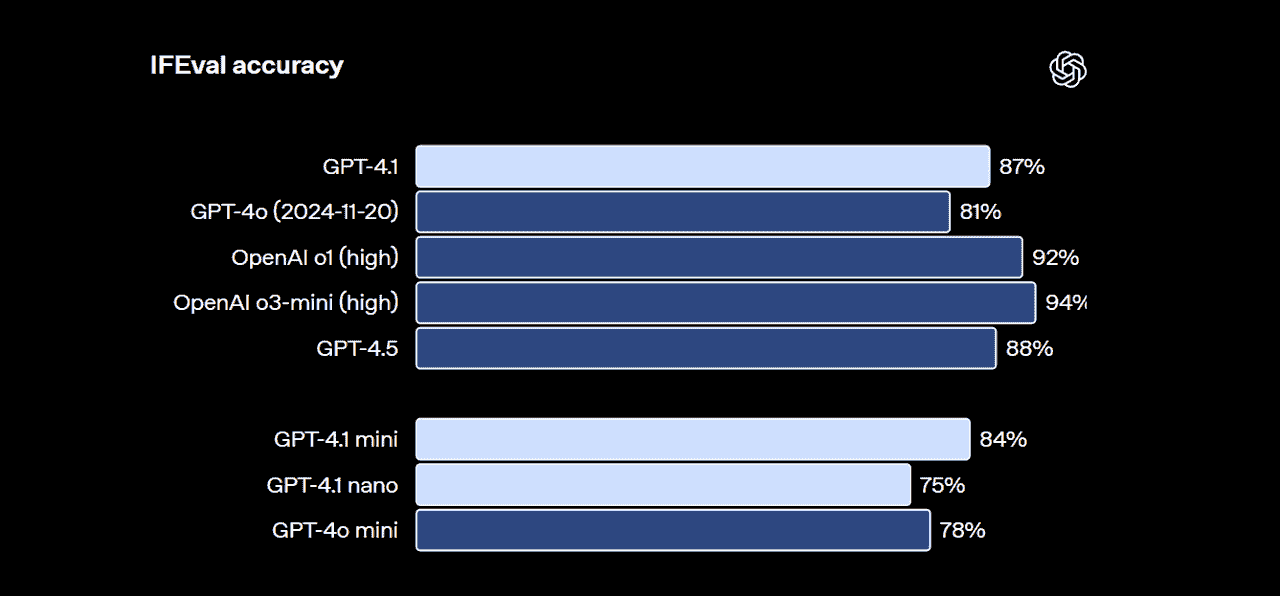 IFEval accuracy
GPT-4.1 87%
GPT-4o (2024-11-20) 81%
OpenAI o1 (high) 92%
OpenAI o3-mini (high) 94%
GPT-4.5 88%
GPT-4.1 mini 84%
GPT-4.1 nano 75%
GPT-4o mini 78%